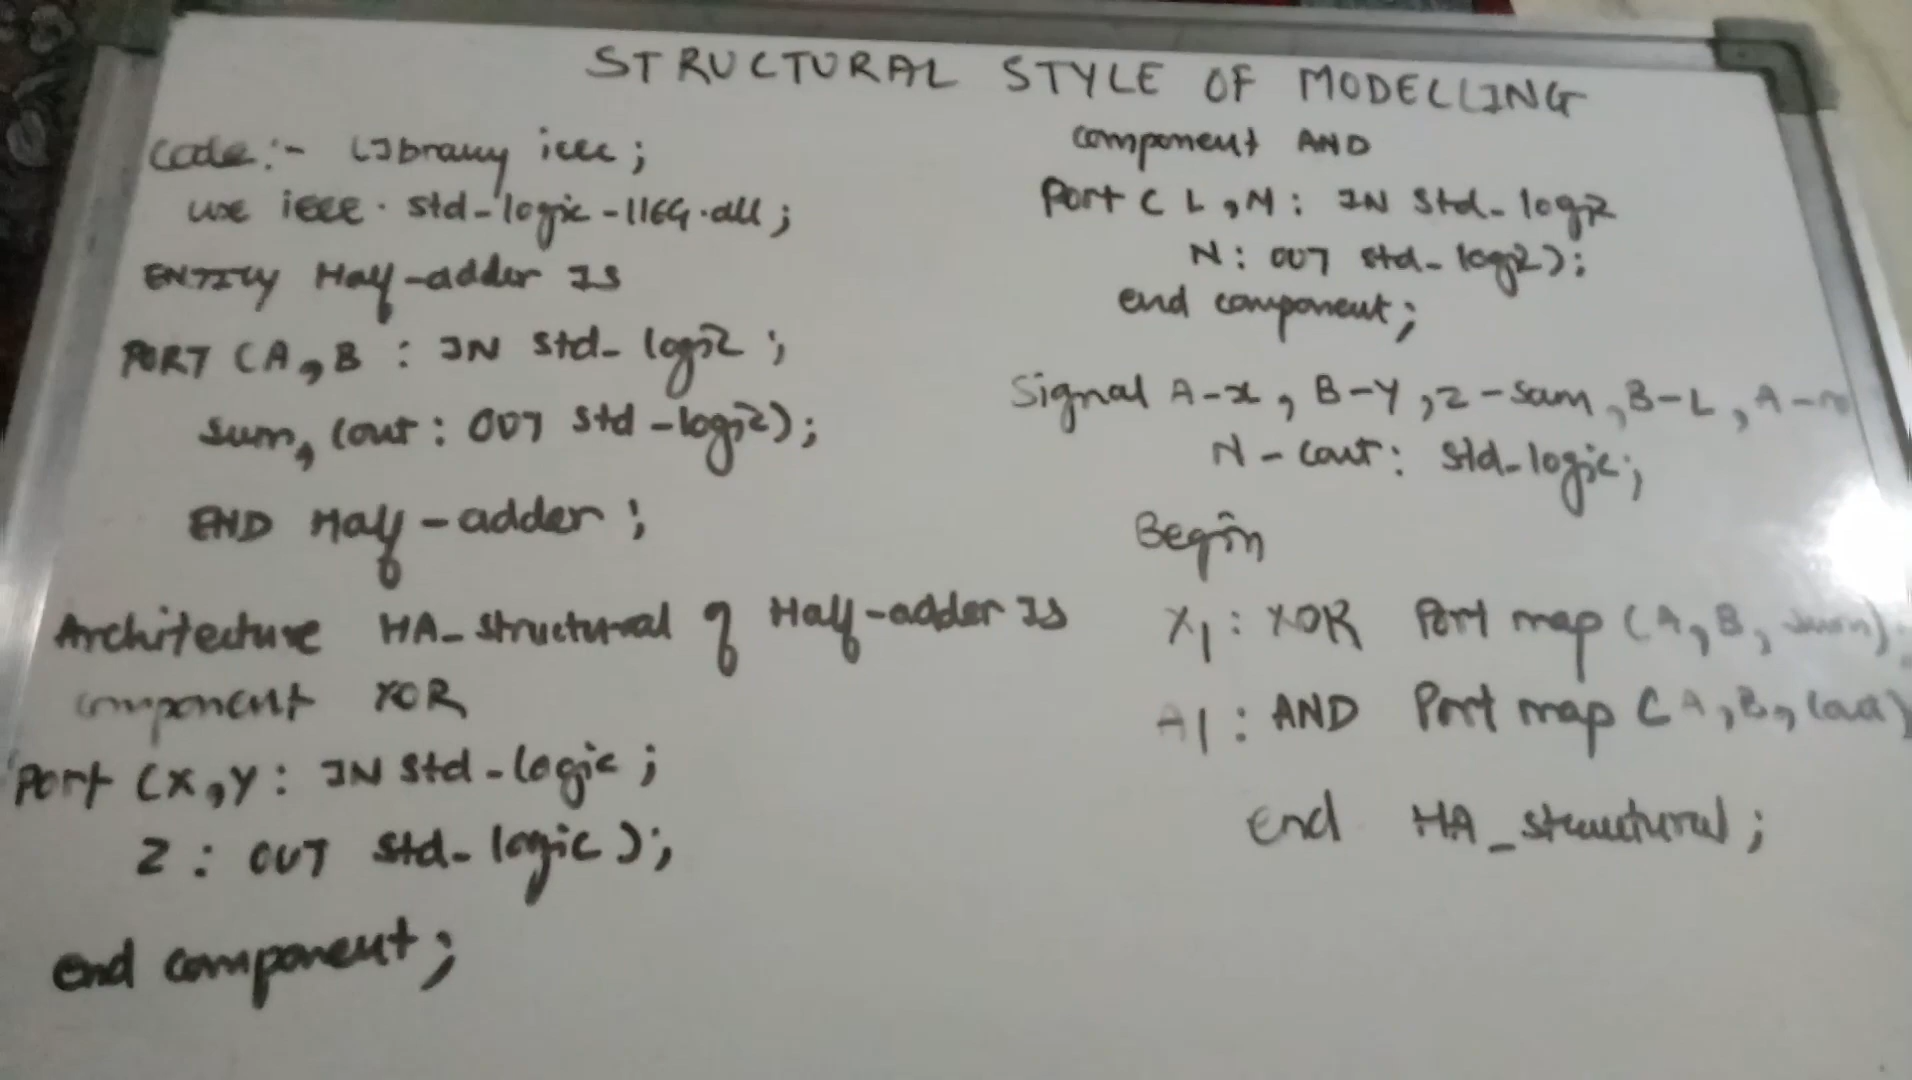 STRUCTURAL STYLE OF MODELLING
Code:- Library ieee;
use ieee.std-logic-1164.all;
ENTITY Half-adder IS
PORT (A,B : IN std-logic;
sum, Cout : OUT std-logic);
END Half-adder;
Architecture HA_structural of Half-adder IS
component XOR
Port (X,Y: IN std-logic;
Z: OUT std-logic);
end component;
component AND
Port ( L,M: IN std-logic
N: OUT std-logic);
end component;
Signal A-x, B-Y, Z-sum, B-L, A-m
N-Cout: std-logic;
Begin
X1: XOR Port map (A, B, sum);
A1: AND Port map (A, B, Cout)
end HA_structural;